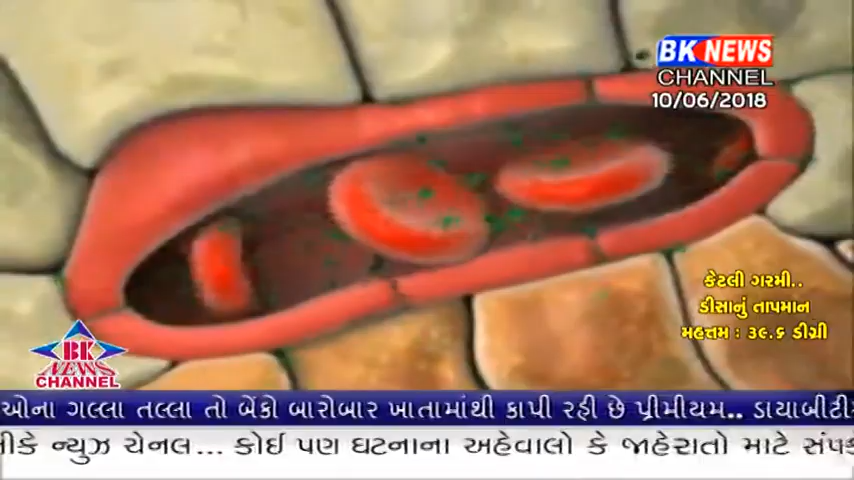 BK NEWS
CHANNEL
10/06/2018
કેટલી ગરમી..
ડીસાનું તાપમાન
મહત્તમ : ૩૯.૬ ડીગ્રી
BK
NEWS
CHANNEL
ઓના ગલ્લા તલ્લા તો બેંકો બારોબાર ખાતામાંથી કાપી રહી છે પ્રીમીયમ.. ડાયાબીટી
ન્યુઝ ચેનલ... કોઈ પણ ઘટનાના અહેવાલો કે જાહેરાતો માટે